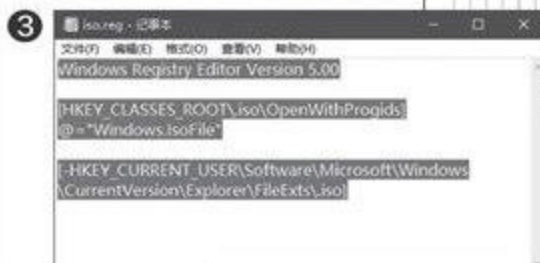 3
iso.reg - 记事本
文件(F) 编辑(E) 格式(O) 查看(V) 帮助(H)
Windows Registry Editor Version 5.00
[HKEY_CLASSES_ROOT\.iso\OpenWithProgids]
@="Windows.IsoFile"
[-HKEY_CURRENT_USER\Software\Microsoft\Windows
\CurrentVersion\Explorer\FileExts\.iso]